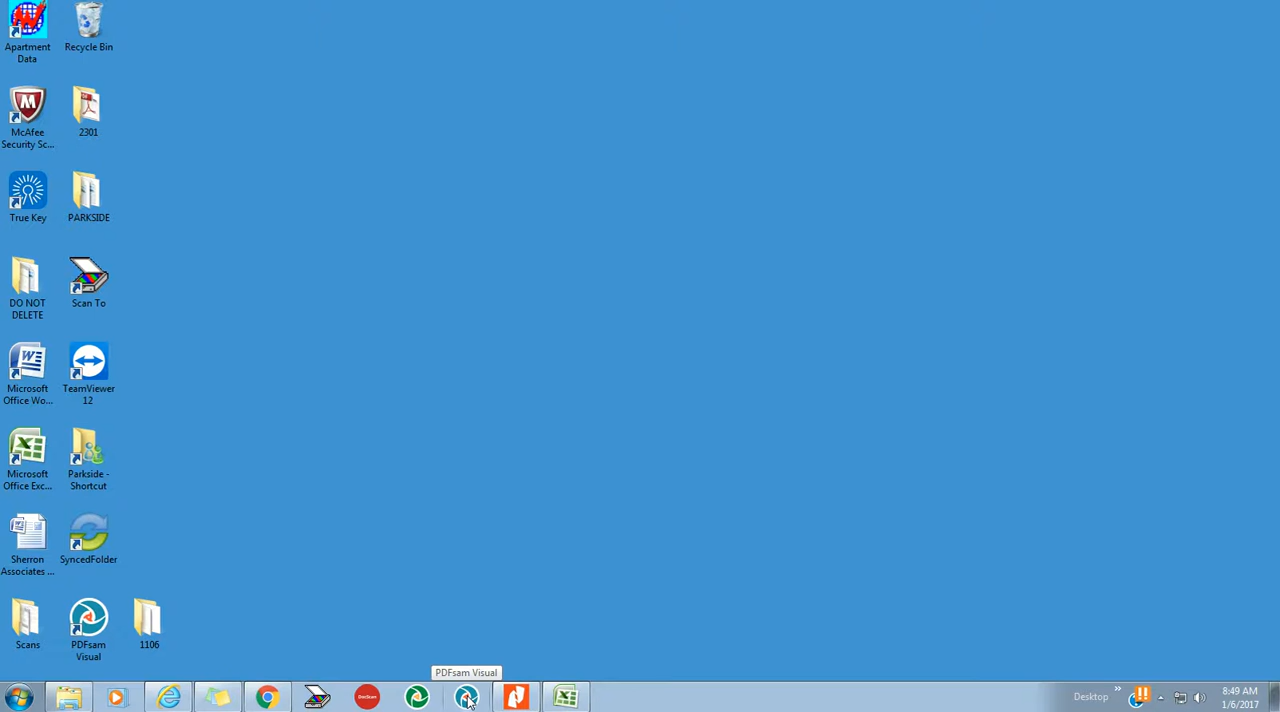 Apartment
Data
Recycle Bin
McAfee
Security Sc...
2301
True Key
PARKSIDE
DO NOT
DELETE
Scan To
Microsoft
Office Wo...
TeamViewer
12
Microsoft
Office Exc...
Parkside -
Shortcut
Sherron
Associates ...
SyncedFolder
Scans
PDFsam
Visual
1106
PDFsam Visual
Desktop
»
8:49 AM
1/6/2017